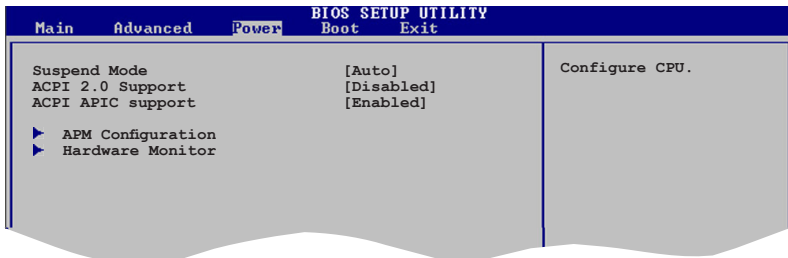 BIOS SETUP UTILITY
Main Advanced Power Boot Exit
Suspend Mode [Auto]
ACPI 2.0 Support [Disabled]
ACPI APIC support [Enabled]
APM Configuration
Hardware Monitor
Configure CPU.